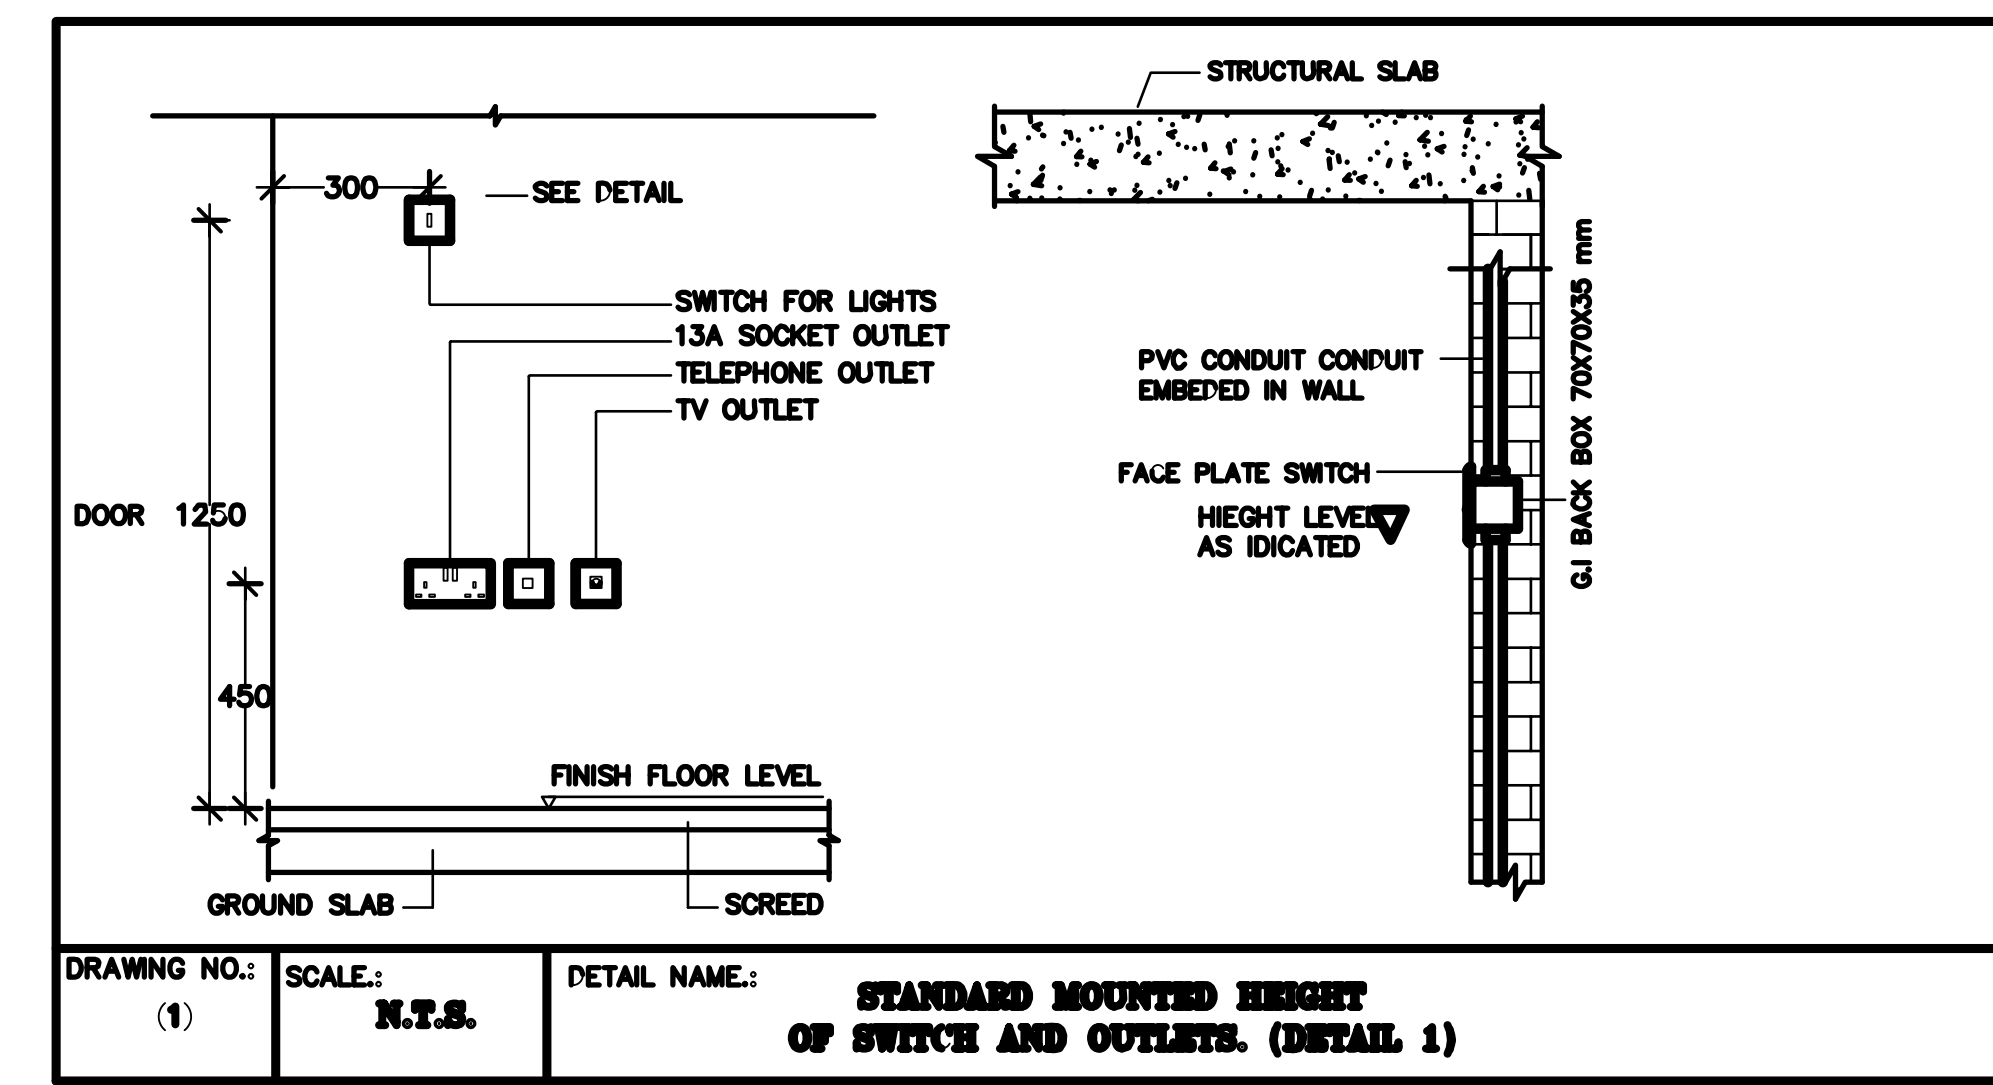 STRUCTURAL SLAB
300
SEE DETAIL
SWITCH FOR LIGHTS
13A SOCKET OUTLET
TELEPHONE OUTLET
TV OUTLET
PVC CONDUIT CONDUIT
EMBEDED IN WALL
FACE PLATE SWITCH
HIEGHT LEVEL
AS IDICATED
G.I BACK BOX 70X70X35 mm
DOOR
1250
450
FINISH FLOOR LEVEL
GROUND SLAB
SCREED
DRAWING NO.:
(1)
SCALE.:
N.T.S.
DETAIL NAME.:
STANDARD MOUNTED HEIGHT
OF SWITCH AND OUTLETS. (DETAIL 1)